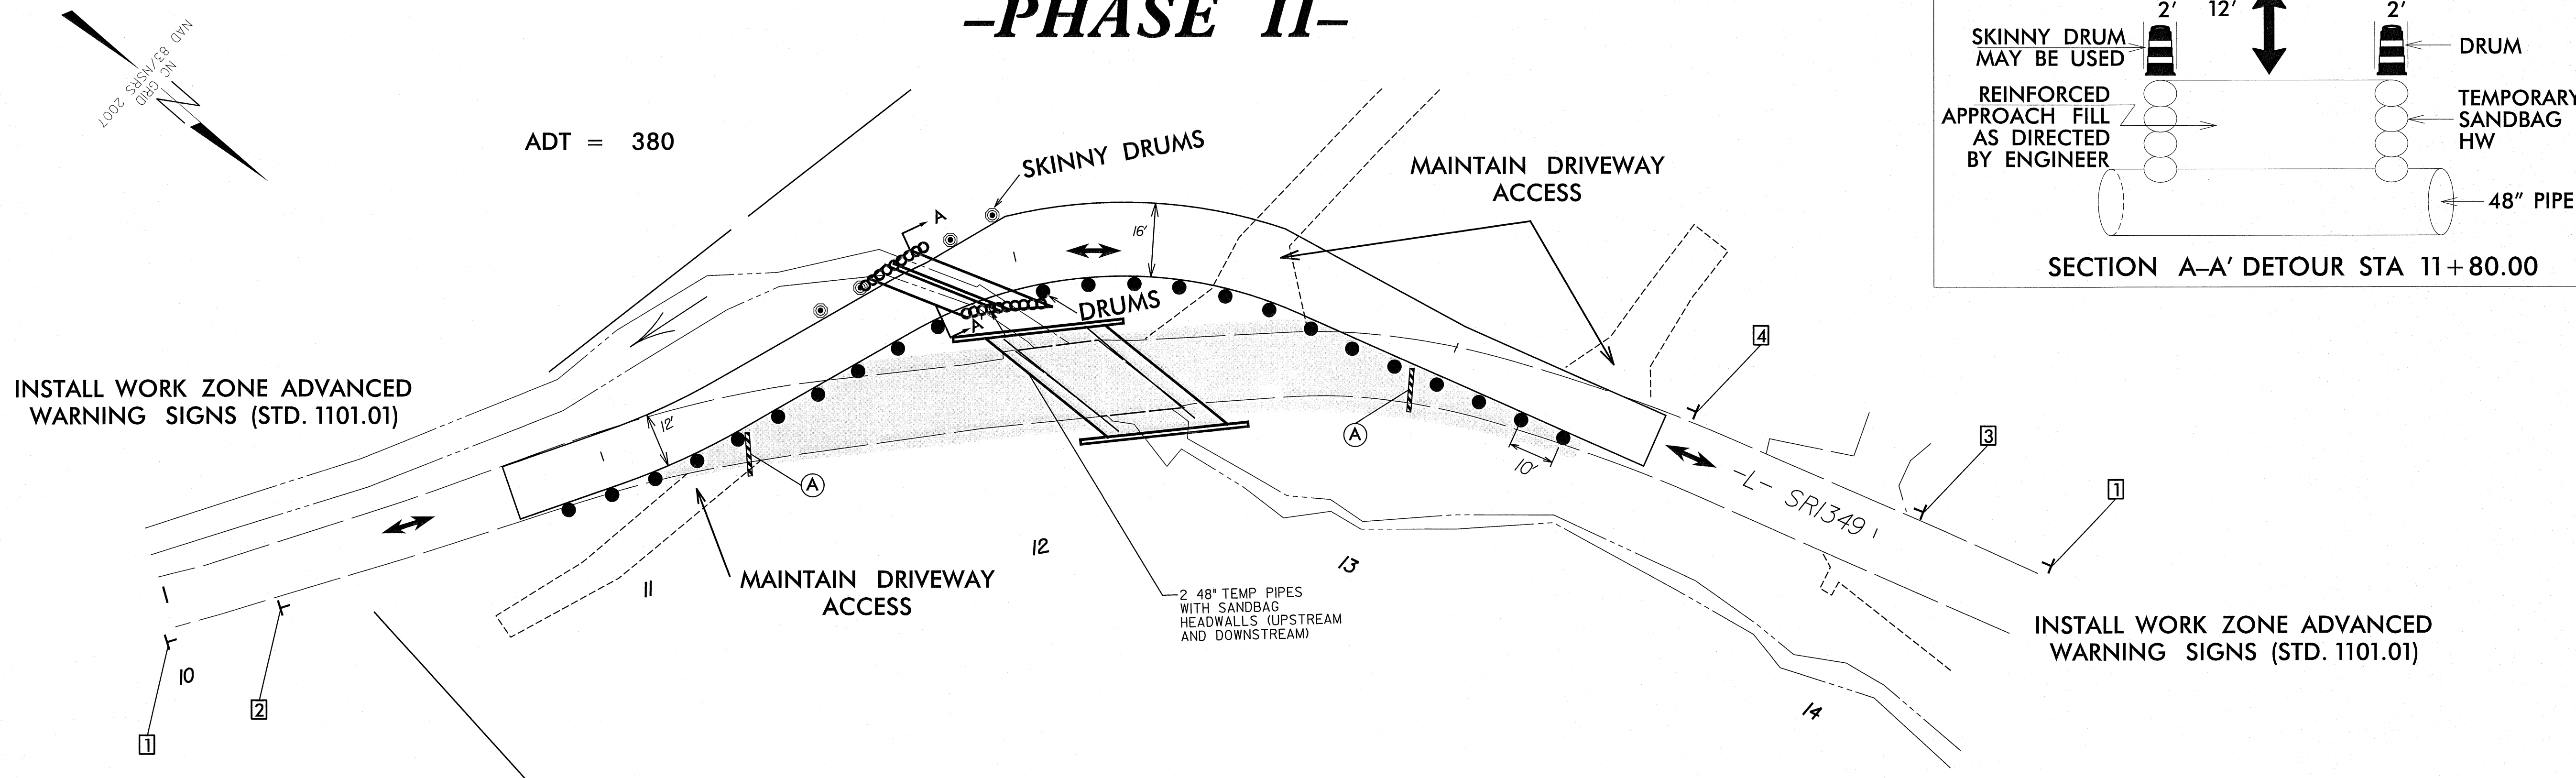 -PHASE II-
NAD 83/NSRS 2007
NC GRID
N
ADT = 380
SKINNY DRUMS
MAINTAIN DRIVEWAY
ACCESS
A
16'
A'
DRUMS
4
INSTALL WORK ZONE ADVANCED
WARNING SIGNS (STD. 1101.01)
12'
A
A
10'
3
1
-L- SR1349
MAINTAIN DRIVEWAY
ACCESS
11
12
13
14
2 48" TEMP PIPES
WITH SANDBAG
HEADWALLS (UPSTREAM
AND DOWNSTREAM)
INSTALL WORK ZONE ADVANCED
WARNING SIGNS (STD. 1101.01)
10
2
1
2' 12' 2'
SKINNY DRUM
MAY BE USED
DRUM
REINFORCED
APPROACH FILL
AS DIRECTED
BY ENGINEER
TEMPORARY
SANDBAG
HW
48" PIPE
SECTION A-A' DETOUR STA 11+80.00